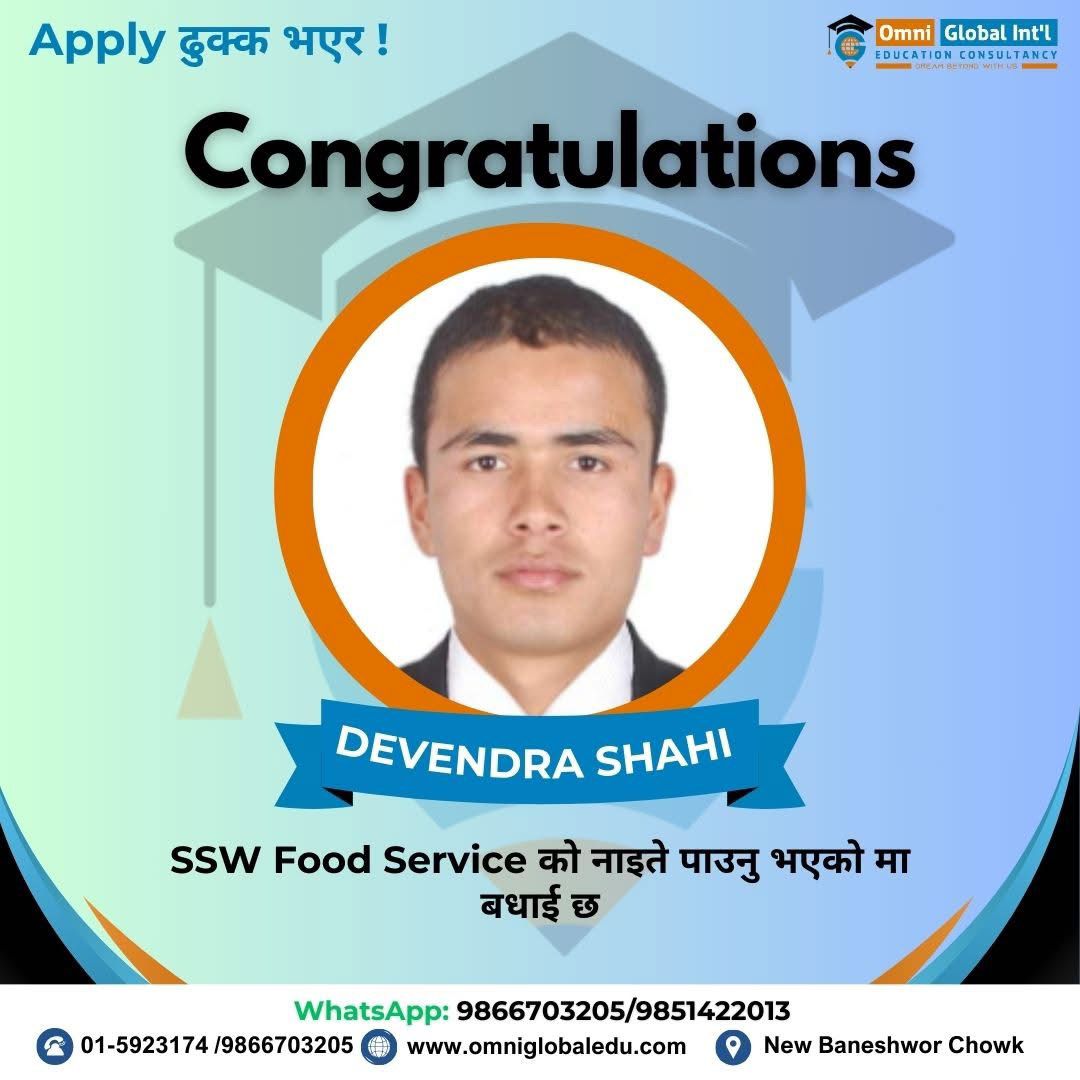 Apply ढुक्क भएर !
Omni Global Int'l
EDUCATION CONSULTANCY
DREAM BEYOND WITH US
Congratulations
DEVENDRA SHAHI
SSW Food Service को नाइते पाउनु भएको मा
बधाई छ
WhatsApp: 9866703205/9851422013
01-5923174 /9866703205 www.omniglobaledu.com New Baneshwor Chowk